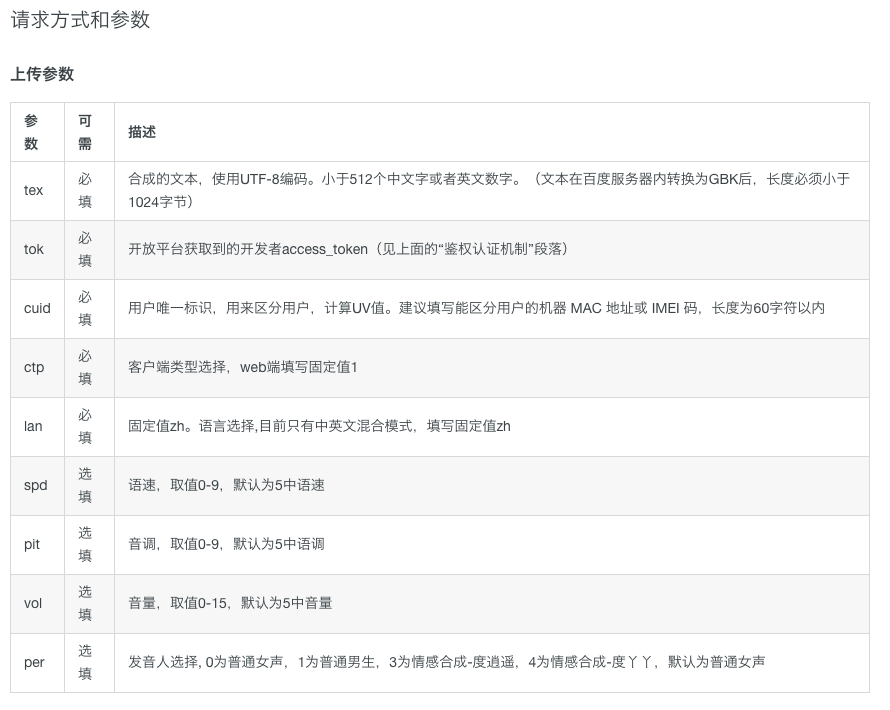 请求方式和参数
上传参数
参
数
可
需
描述
tex
必
填
合成的文本，使用UTF-8编码。小于512个中文字或者英文数字。（文本在百度服务器内转换为GBK后，长度必须小于
1024字节）
tok
必
填
开放平台获取到的开发者access_token（见上面的“鉴权认证机制”段落）
cuid
必
填
用户唯一标识，用来区分用户，计算UV值。建议填写能区分用户的机器 MAC 地址或 IMEI 码，长度为60字符以内
ctp
必
填
客户端类型选择，web端填写固定值1
lan
必
填
固定值zh。语言选择,目前只有中英文混合模式，填写固定值zh
spd
选
填
语速，取值0-9，默认为5中语速
pit
选
填
音调，取值0-9，默认为5中语调
vol
选
填
音量，取值0-15，默认为5中音量
per
选
填
发音人选择, 0为普通女声，1为普通男生，3为情感合成-度逍遥，4为情感合成-度丫丫，默认为普通女声